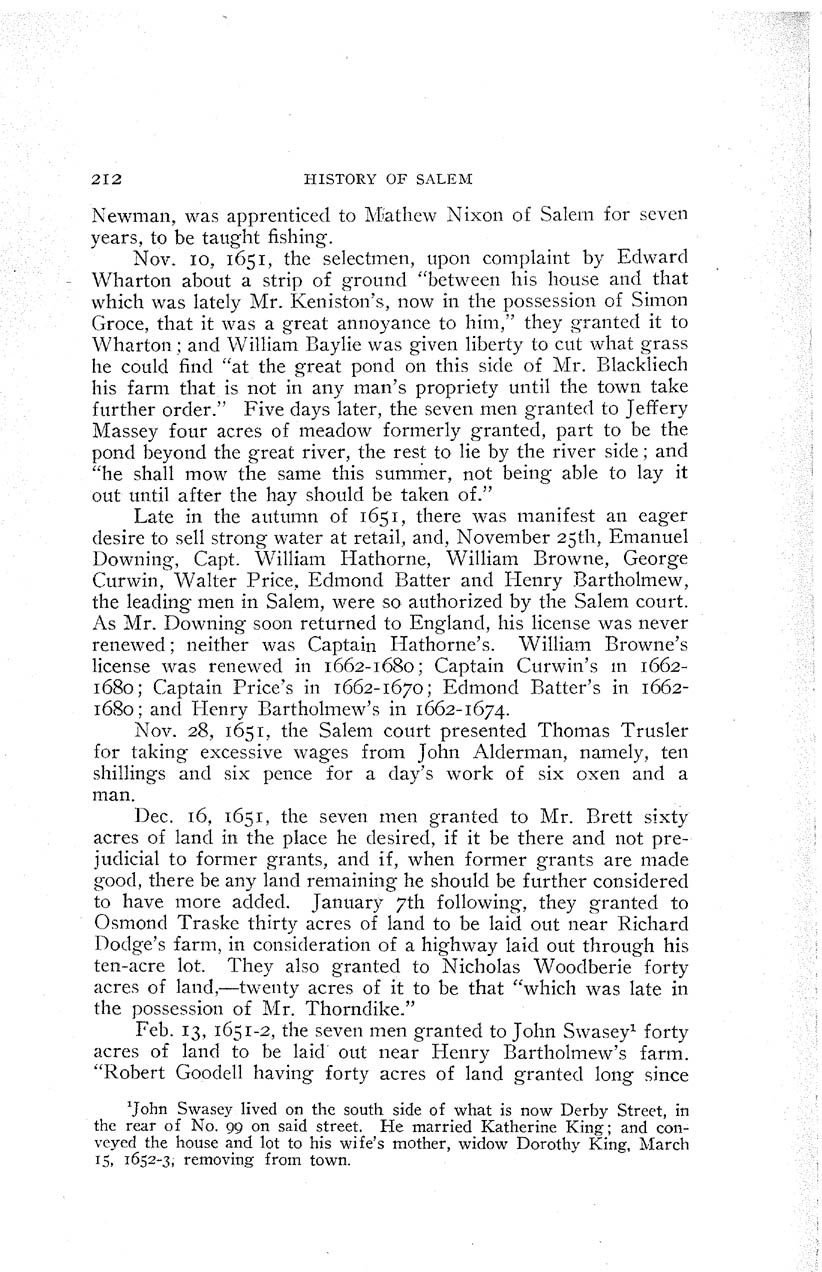 212 HISTORY OF SALEM
Newman, was apprenticed to Mathew Nixon of Salem for seven
years, to be taught fishing.
Nov. 10, 1651, the selectmen, upon complaint by Edward
Wharton about a strip of ground “between his house and that
which was lately Mr. Keniston’s, now in the possession of Simon
Groce, that it was a great annoyance to him,” they granted it to
Wharton; and William Baylie was given liberty to cut what grass
he could find “at the great pond on this side of Mr. Blackliech
his farm that is not in any man’s propriety until the town take
further order.” Five days later, the seven men granted to Jeffery
Massey four acres of meadow formerly granted, part to be the
pond beyond the great river, the rest to lie by the river side; and
“he shall mow the same this summer, not being able to lay it
out until after the hay should be taken of.”
Late in the autumn of 1651, there was manifest an eager
desire to sell strong water at retail, and, November 25th, Emanuel
Downing, Capt. William Hathorne, William Browne, George
Curwin, Walter Price, Edmond Batter and Henry Bartholmew,
the leading men in Salem, were so authorized by the Salem court.
As Mr. Downing soon returned to England, his license was never
renewed; neither was Captain Hathorne’s. William Browne’s
license was renewed in 1662-1680; Captain Curwin’s in 1662-
1680; Captain Price’s in 1662-1670; Edmond Batter’s in 1662-
1680; and Henry Bartholmew’s in 1662-1674.
Nov. 28, 1651, the Salem court presented Thomas Trusler
for taking excessive wages from John Alderman, namely, ten
shillings and six pence for a day’s work of six oxen and a
man.
Dec. 16, 1651, the seven men granted to Mr. Brett sixty
acres of land in the place he desired, if it be there and not pre-
judicial to former grants, and if, when former grants are made
good, there be any land remaining he should be further considered
to have more added. January 7th following, they granted to
Osmond Traske thirty acres of land to be laid out near Richard
Dodge’s farm, in consideration of a highway laid out through his
ten-acre lot. They also granted to Nicholas Woodberie forty
acres of land,—twenty acres of it to be that “which was late in
the possession of Mr. Thorndike.”
Feb. 13, 1651-2, the seven men granted to John Swasey¹ forty
acres of land to be laid out near Henry Bartholmew’s farm.
“Robert Goodell having forty acres of land granted long since
¹John Swasey lived on the south side of what is now Derby Street, in
the rear of No. 99 on said street. He married Katherine King; and con-
veyed the house and lot to his wife’s mother, widow Dorothy King, March
15, 1652-3, removing from town.